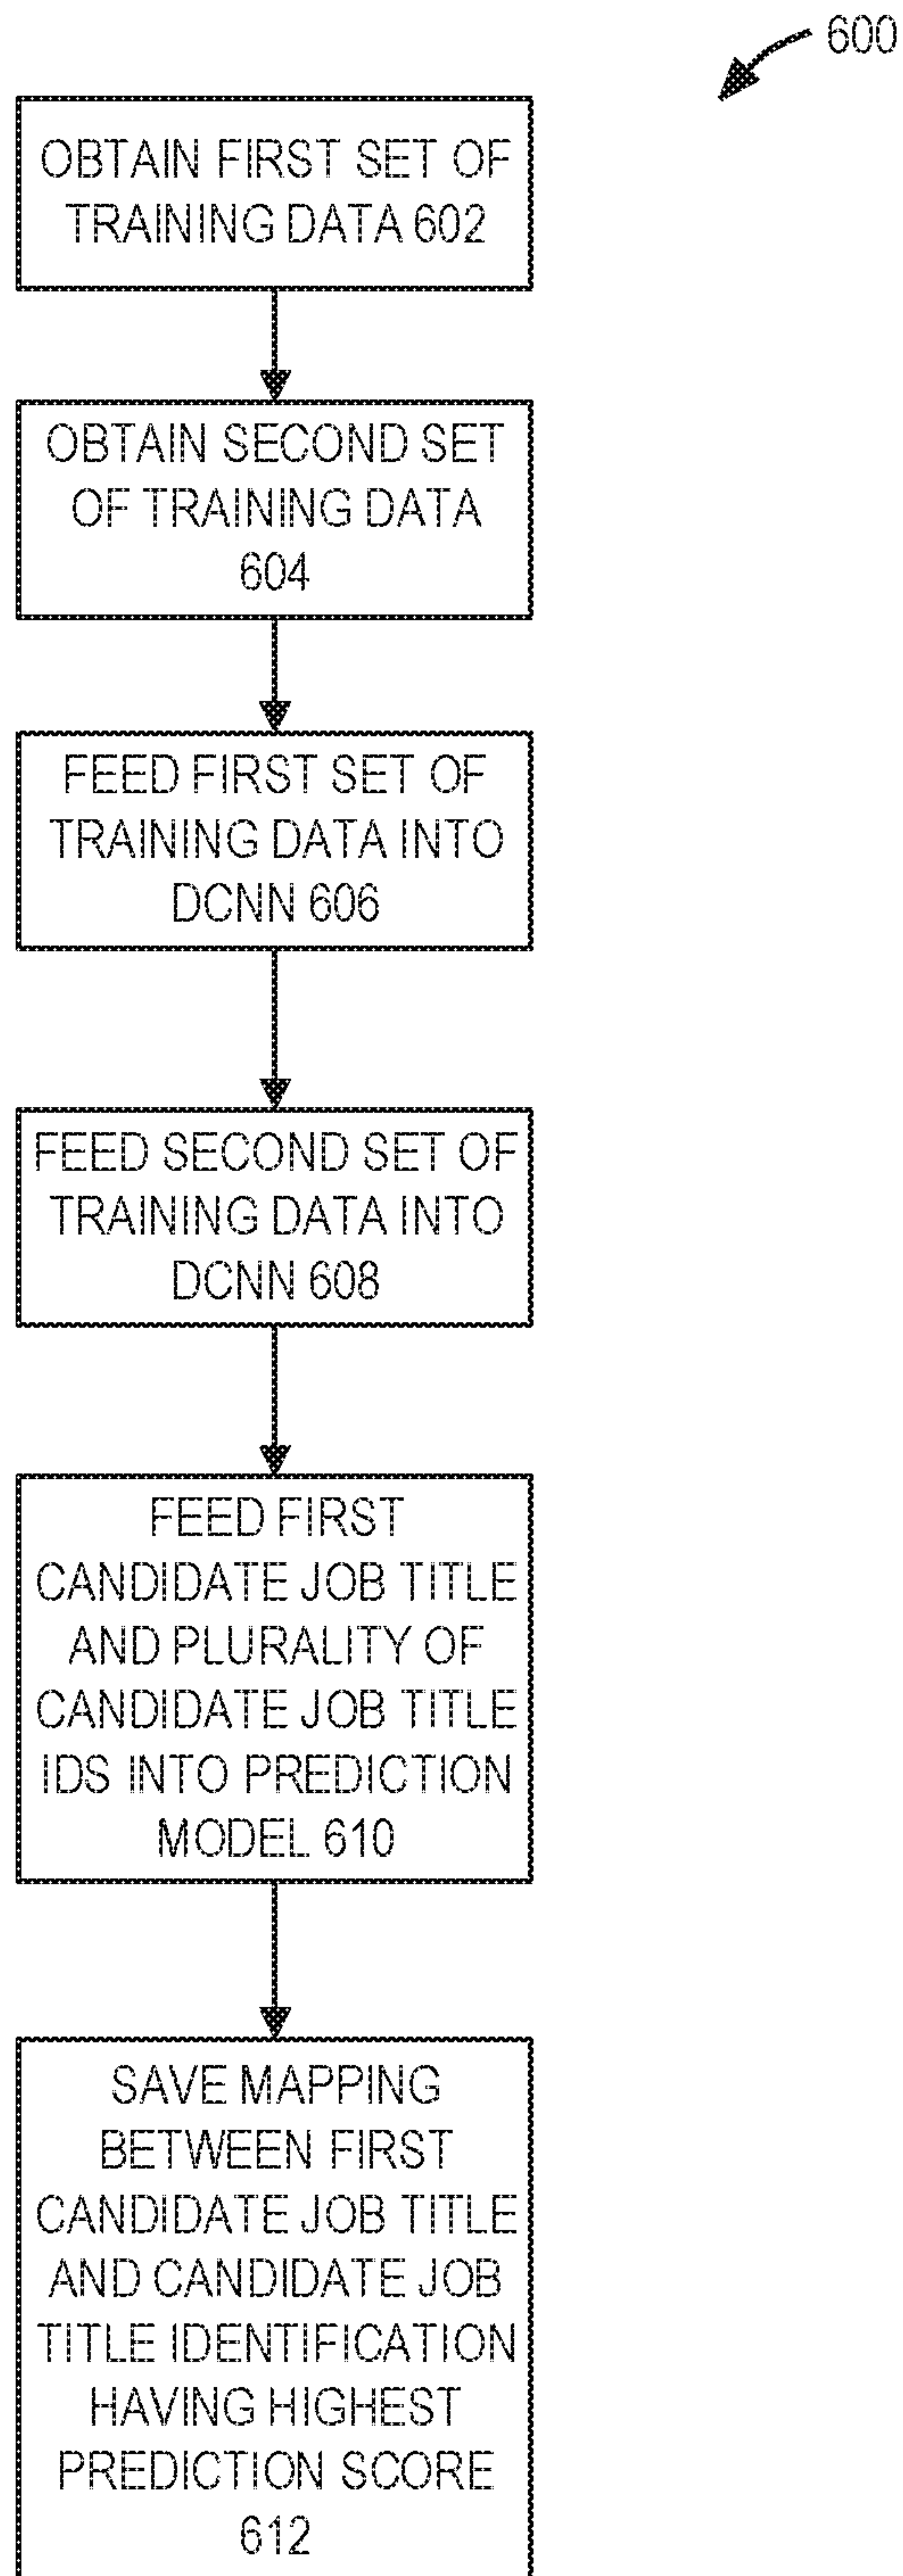 600
OBTAIN FIRST SET OF
TRAINING DATA 602
OBTAIN SECOND SET
OF TRAINING DATA
604
FEED FIRST SET OF
TRAINING DATA INTO
DCNN 606
FEED SECOND SET OF
TRAINING DATA INTO
DCNN 608
FEED FIRST
CANDIDATE JOB TITLE
AND PLURALITY OF
CANDIDATE JOB TITLE
IDS INTO PREDICTION
MODEL 610
SAVE MAPPING
BETWEEN FIRST
CANDIDATE JOB TITLE
AND CANDIDATE JOB
TITLE IDENTIFICATION
HAVING HIGHEST
PREDICTION SCORE
612